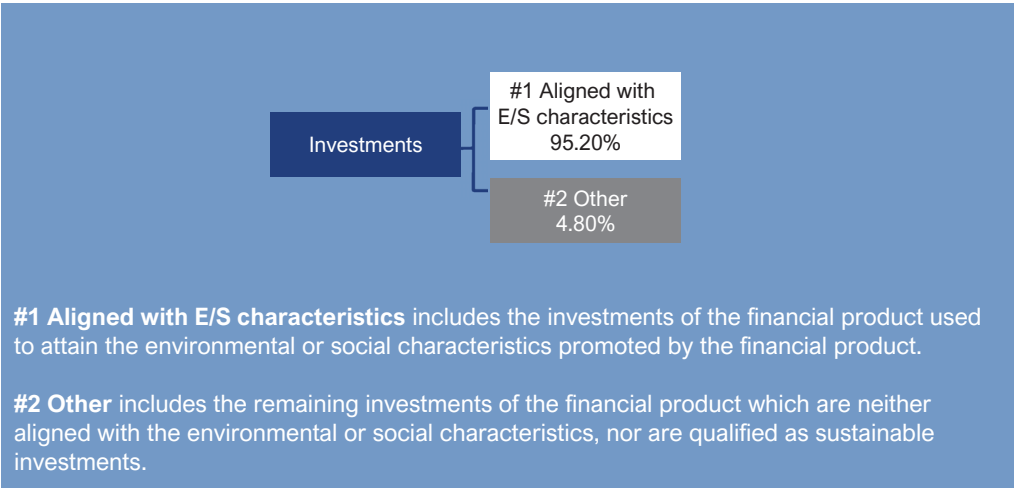 #1 Aligned with
E/S characteristics
95.20%
Investments
#2 Other
4.80%
#1 Aligned with E/S characteristics includes the investments of the financial product used
to attain the environmental or social characteristics promoted by the financial product.
#2 Other includes the remaining investments of the financial product which are neither
aligned with the environmental or social characteristics, nor are qualified as sustainable
investments.